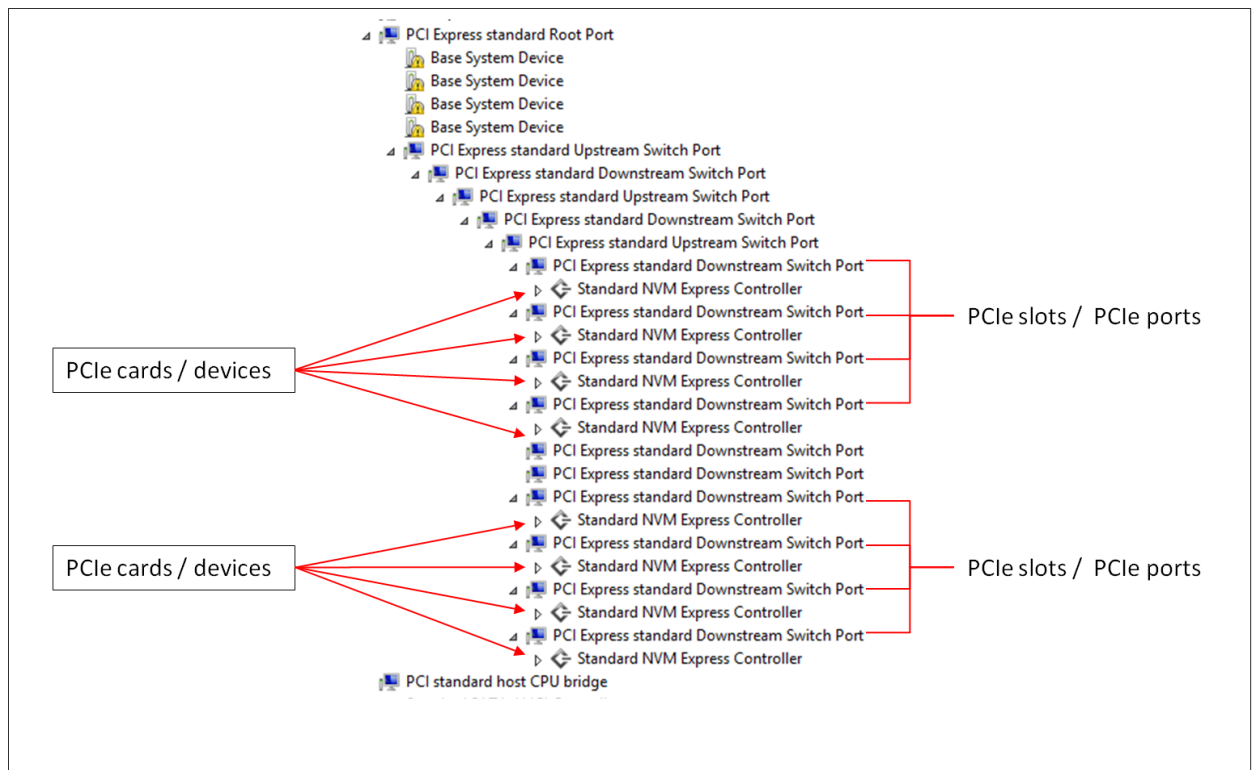 PCI Express standard Root Port
Base System Device
Base System Device
Base System Device
Base System Device
PCI Express standard Upstream Switch Port
PCI Express standard Downstream Switch Port
PCI Express standard Upstream Switch Port
PCI Express standard Downstream Switch Port
PCI Express standard Upstream Switch Port
PCI Express standard Downstream Switch Port
Standard NVM Express Controller
PCI Express standard Downstream Switch Port
PCIe slots / PCIe ports
Standard NVM Express Controller
PCI Express standard Downstream Switch Port
PCIe cards / devices
Standard NVM Express Controller
PCI Express standard Downstream Switch Port
Standard NVM Express Controller
PCI Express standard Downstream Switch Port
PCI Express standard Downstream Switch Port
PCI Express standard Downstream Switch Port
Standard NVM Express Controller
PCI Express standard Downstream Switch Port
PCIe cards / devices
Standard NVM Express Controller
PCIe slots / PCIe ports
PCI Express standard Downstream Switch Port
Standard NVM Express Controller
PCI Express standard Downstream Switch Port
Standard NVM Express Controller
PCI standard host CPU bridge